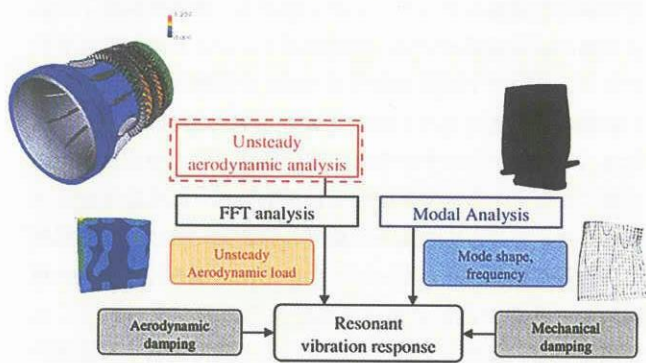 Unsteady
aerodynamic analysis
FFT analysis
Modal Analysis
Unsteady
Aerodynamic load
Mode shape,
frequency
Aerodynamic
damping
Resonant
vibration response
Mechanical
damping